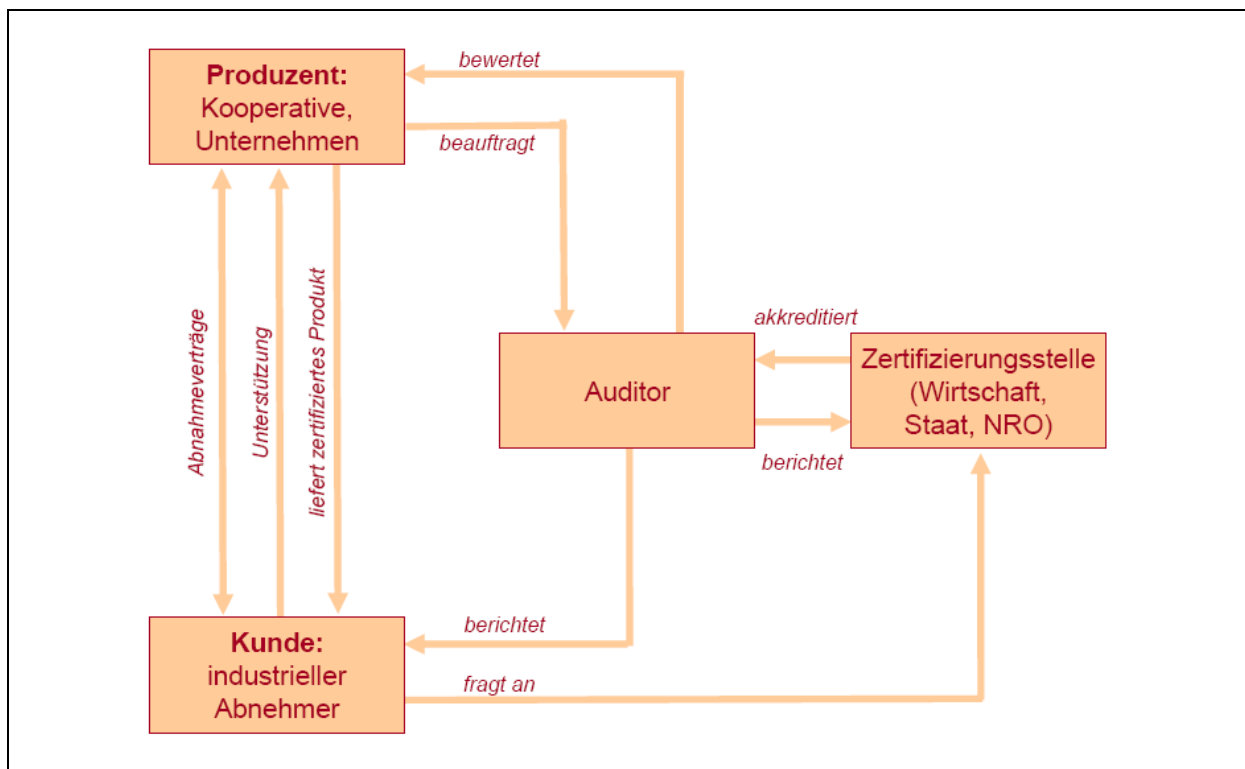 bewertet
Produzent:
Kooperative,
Unternehmen
beauftragt
Abnahmeverträge
Unterstützung
liefert zertifiziertes Produkt
akkreditiert
Auditor
Zertifizierungsstelle
(Wirtschaft,
Staat, NRO)
berichtet
Kunde:
industrieller
Abnehmer
berichtet
fragt an